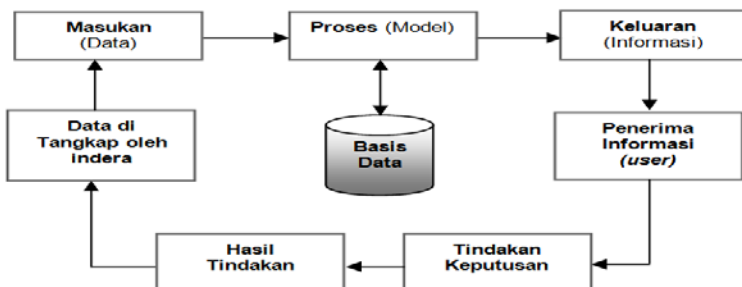 Masukan
(Data)
Proses (Model)
Keluaran
(Informasi)
Data di
Tangkap oleh
indera
Basis
Data
Penerima
Informasi
(user)
Hasil
Tindakan
Tindakan
Keputusan